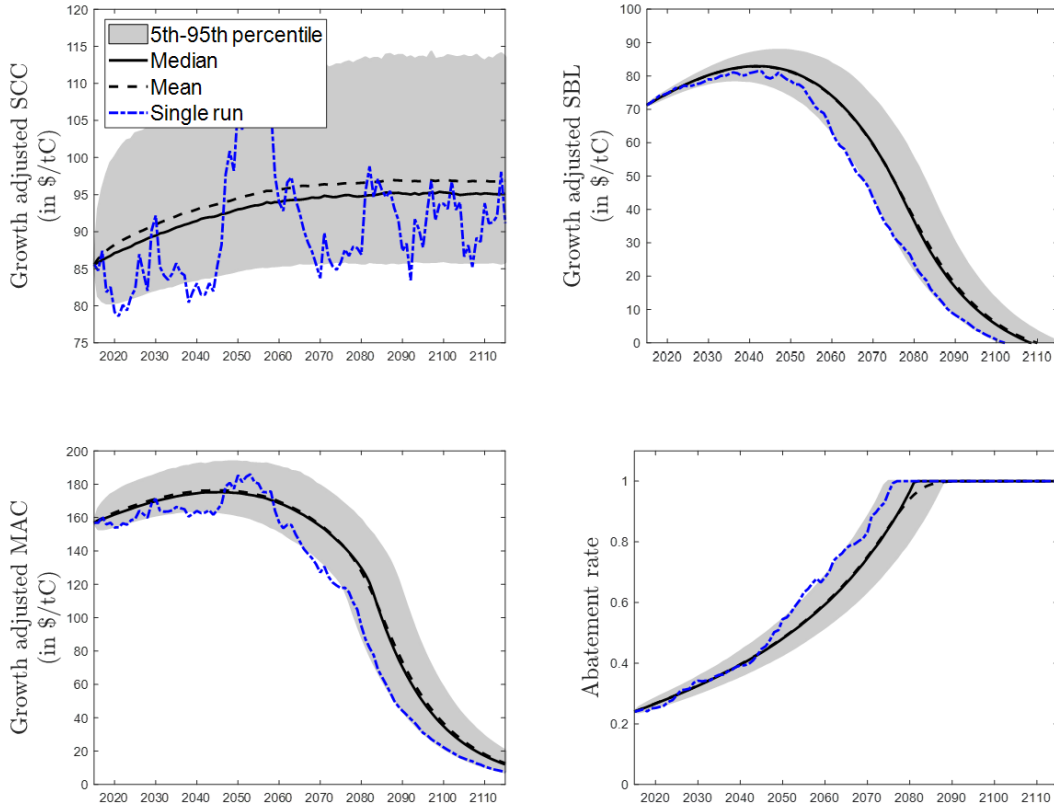 Growth adjusted SCC
(in $/tC)
120
115
110
105
100
95
90
85
80
75
5th-95th percentile
Median
Mean
Single run
2020 2030 2040 2050 2060 2070 2080 2090 2100 2110
Growth adjusted SBL
(in $/tC)
100
90
80
70
60
50
40
30
20
10
0
2020 2030 2040 2050 2060 2070 2080 2090 2100 2110
Growth adjusted MAC
(in $/tC)
200
180
160
140
120
100
80
60
40
20
0
2020 2030 2040 2050 2060 2070 2080 2090 2100 2110
Abatement rate
1
0.8
0.6
0.4
0.2
0
2020 2030 2040 2050 2060 2070 2080 2090 2100 2110